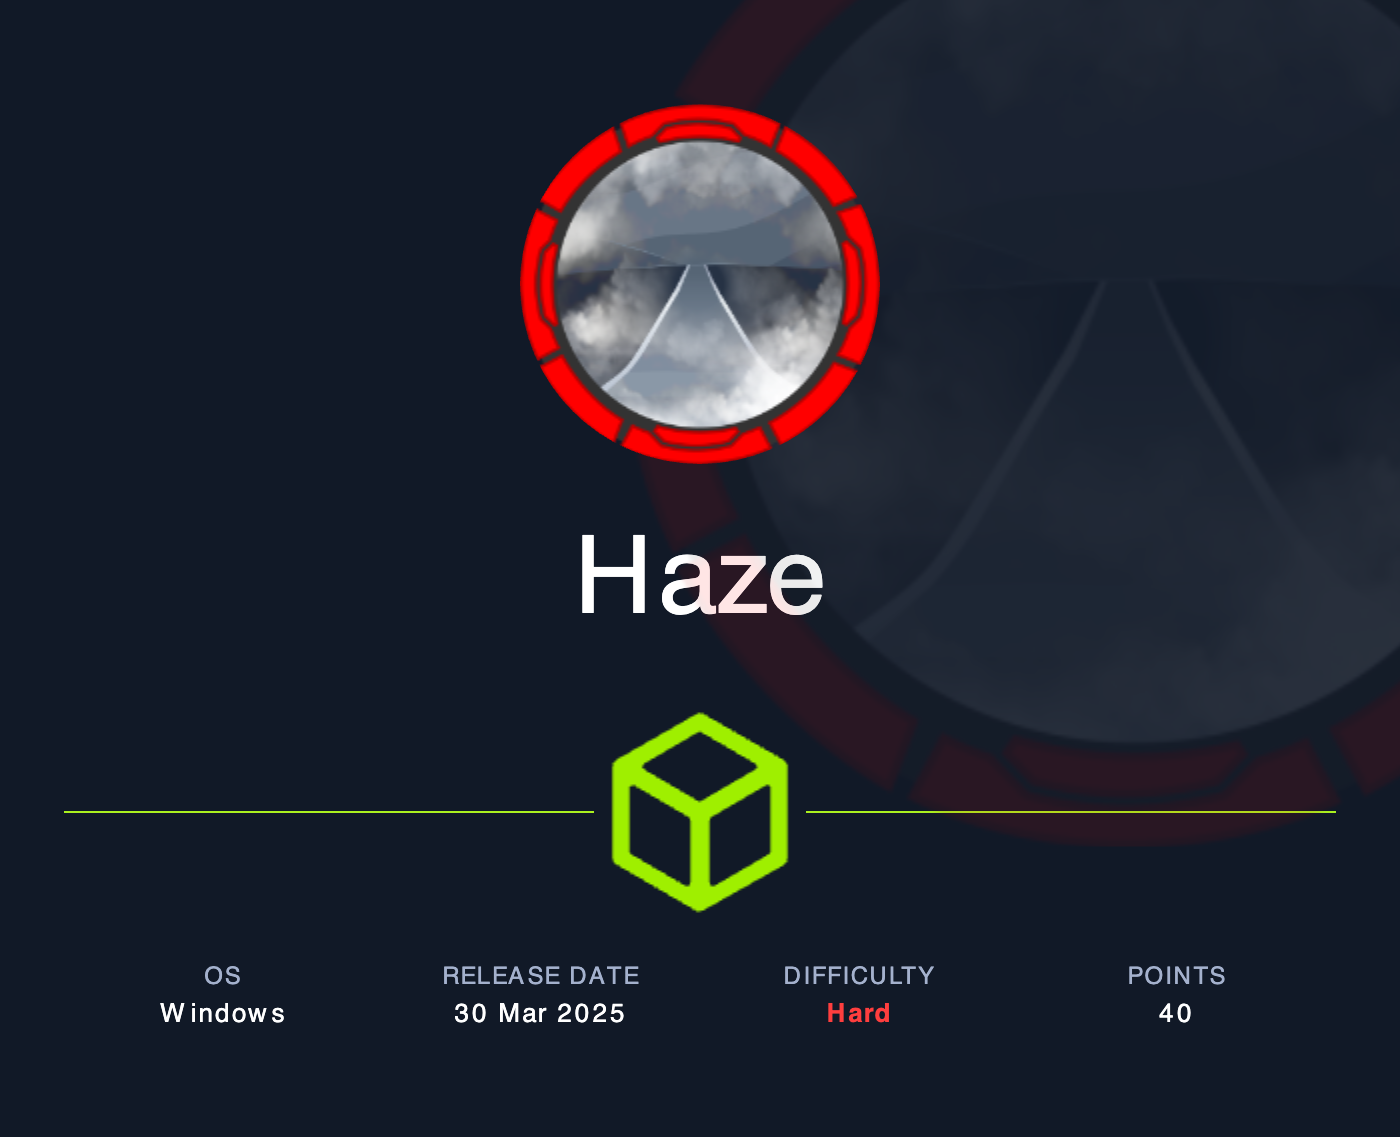 Haze
OS
Windows
RELEASE DATE
30 Mar 2025
DIFFICULTY
Hard
POINTS
40